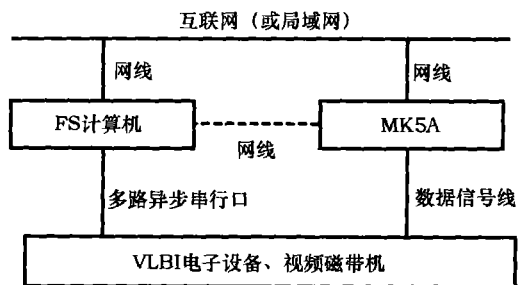 互联网（或局域网）
网线
网线
FS计算机
MK5A
网线
多路异步串行口
数据信号线
VLBI电子设备、视频磁带机